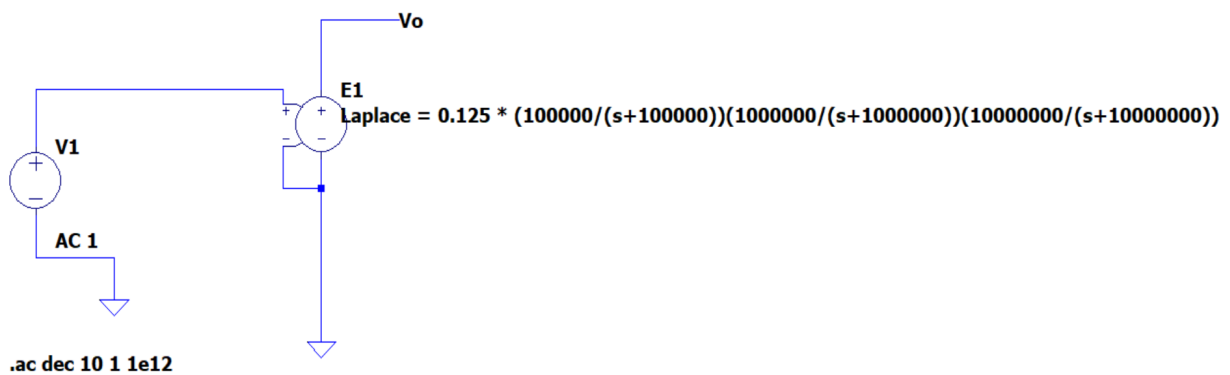 Vo
E1
Laplace = 0.125 * (100000/(s+100000))(1000000/(s+1000000))(10000000/(s+10000000))
V1
AC 1
.ac dec 10 1 1e12